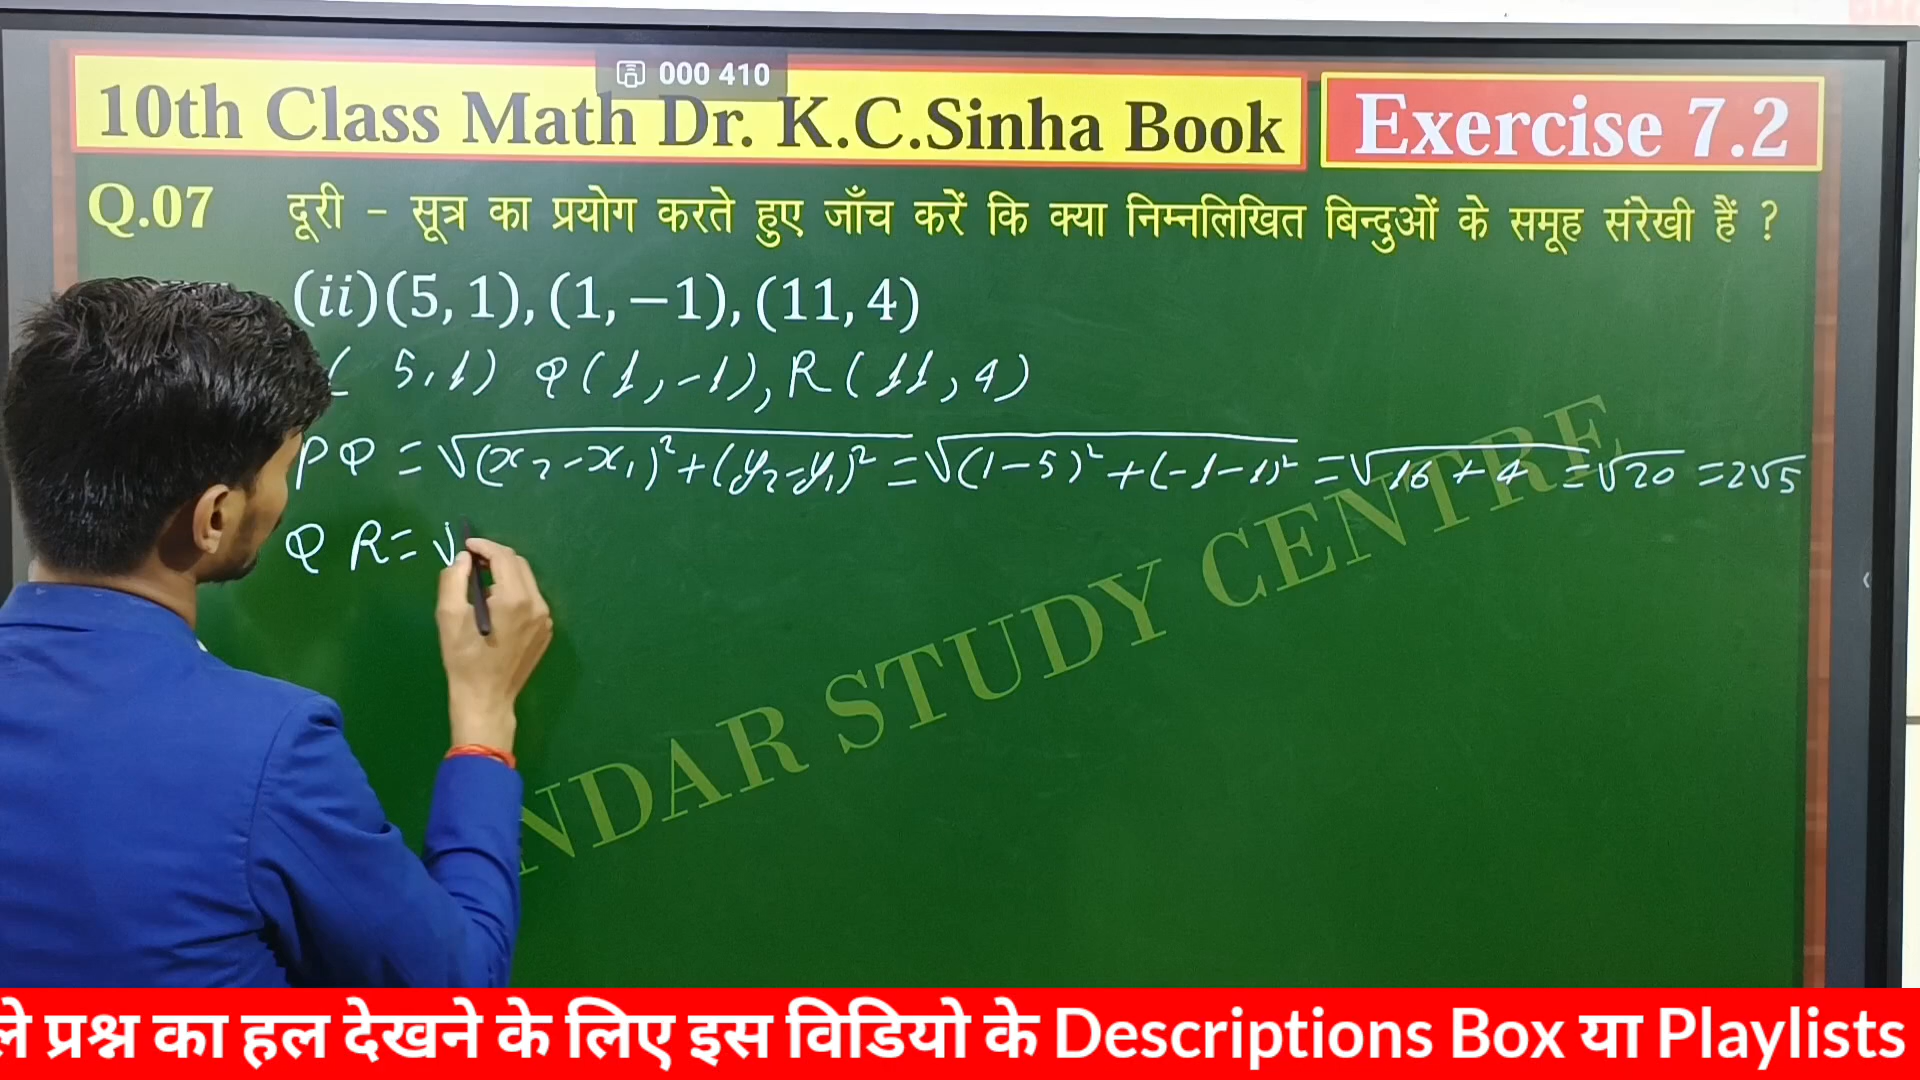 000 410
10th Class Math Dr. K.C.Sinha Book
Exercise 7.2
Q.07 दूरी - सूत्र का प्रयोग करते हुए जाँच करें कि क्या निम्नलिखित बिन्दुओं के समूह संरेखी हैं ?
(ii)(5, 1), (1, −1), (11, 4)
( 5,1) Q(1,-1), R(11,4)
PQ = √(x₂-x₁)²+(y₂-y₁)² = √(1-5)²+(-1-1)² = √16+4 = √20 = 2√5
QR = √
NDAR STUDY CENTRE
ले प्रश्न का हल देखने के लिए इस विडियो के Descriptions Box या Playlists